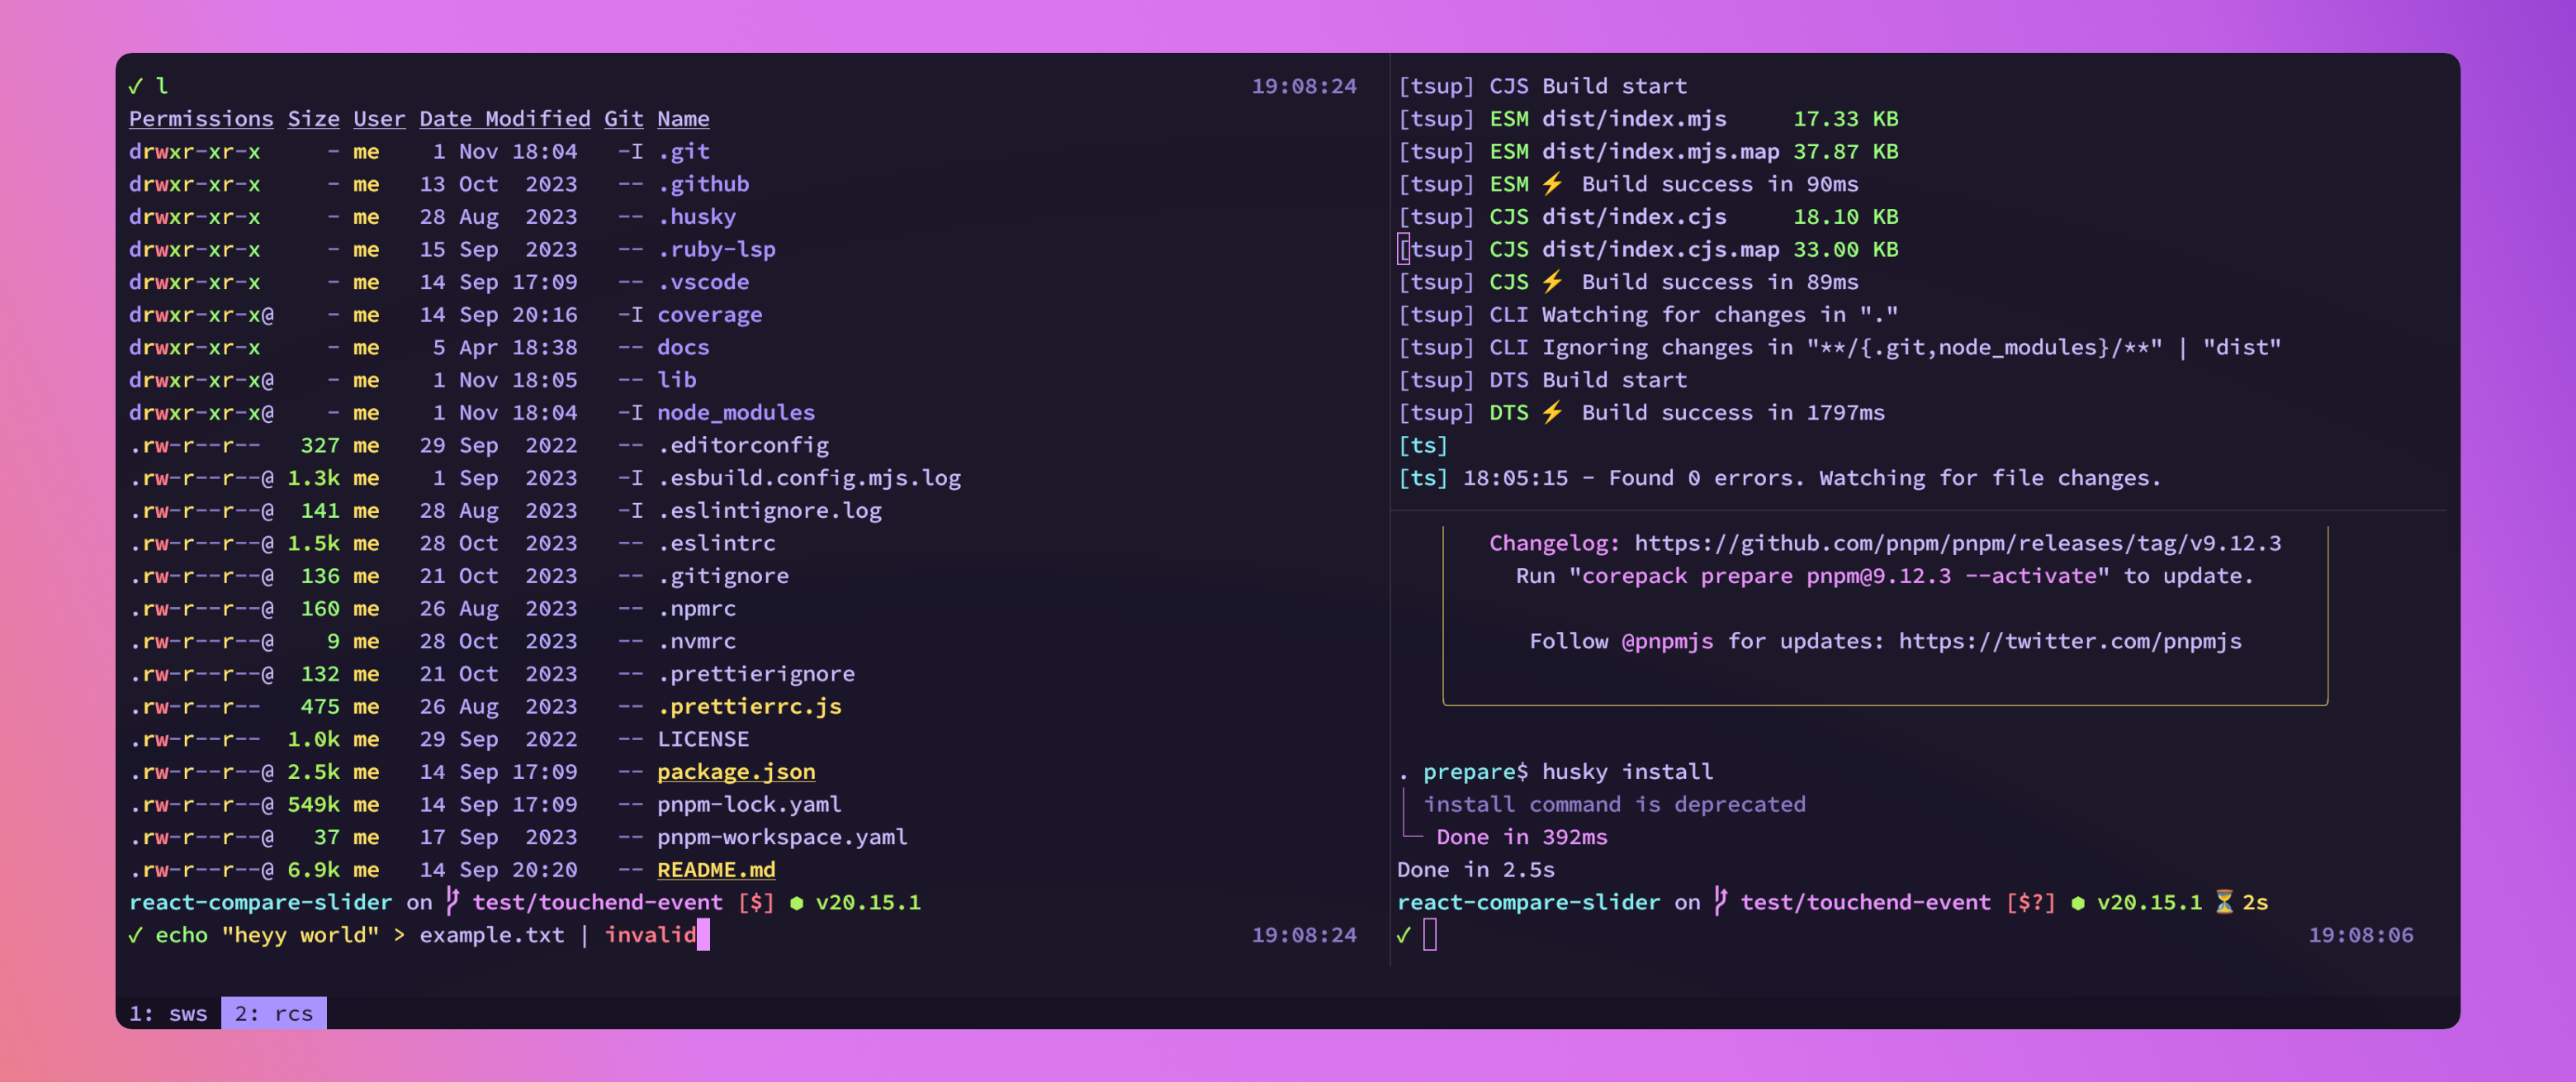 ✓ l 19:08:24
Permissions Size User Date Modified Git Name
drwxr-xr-x - me 1 Nov 18:04 -I .git
drwxr-xr-x - me 13 Oct 2023 -- .github
drwxr-xr-x - me 28 Aug 2023 -- .husky
drwxr-xr-x - me 15 Sep 2023 -- .ruby-lsp
drwxr-xr-x - me 14 Sep 17:09 -- .vscode
drwxr-xr-x@ - me 14 Sep 20:16 -I coverage
drwxr-xr-x - me 5 Apr 18:38 -- docs
drwxr-xr-x@ - me 1 Nov 18:05 -- lib
drwxr-xr-x@ - me 1 Nov 18:04 -I node_modules
.rw-r--r-- 327 me 29 Sep 2022 -- .editorconfig
.rw-r--r--@ 1.3k me 1 Sep 2023 -I .esbuild.config.mjs.log
.rw-r--r--@ 141 me 28 Aug 2023 -I .eslintignore.log
.rw-r--r--@ 1.5k me 28 Oct 2023 -- .eslintrc
.rw-r--r--@ 136 me 21 Oct 2023 -- .gitignore
.rw-r--r--@ 160 me 26 Aug 2023 -- .npmrc
.rw-r--r--@ 9 me 28 Oct 2023 -- .nvmrc
.rw-r--r--@ 132 me 21 Oct 2023 -- .prettierignore
.rw-r--r-- 475 me 26 Aug 2023 -- .prettierrc.js
.rw-r--r-- 1.0k me 29 Sep 2022 -- LICENSE
.rw-r--r--@ 2.5k me 14 Sep 17:09 -- package.json
.rw-r--r--@ 549k me 14 Sep 17:09 -- pnpm-lock.yaml
.rw-r--r--@ 37 me 17 Sep 2023 -- pnpm-workspace.yaml
.rw-r--r--@ 6.9k me 14 Sep 20:20 -- README.md
react-compare-slider on test/touchend-event [$] ⬢ v20.15.1
✓ echo "heyy world" > example.txt | invalid 19:08:24
[tsup] CJS Build start
[tsup] ESM dist/index.mjs 17.33 KB
[tsup] ESM dist/index.mjs.map 37.87 KB
[tsup] ESM ⚡ Build success in 90ms
[tsup] CJS dist/index.cjs 18.10 KB
[tsup] CJS dist/index.cjs.map 33.00 KB
[tsup] CJS ⚡ Build success in 89ms
[tsup] CLI Watching for changes in "."
[tsup] CLI Ignoring changes in "**/{.git,node_modules}/**" | "dist"
[tsup] DTS Build start
[tsup] DTS ⚡ Build success in 1797ms
[ts]
[ts] 18:05:15 - Found 0 errors. Watching for file changes.
Changelog: https://github.com/pnpm/pnpm/releases/tag/v9.12.3
Run "corepack prepare pnpm@9.12.3 --activate" to update.
Follow @pnpmjs for updates: https://twitter.com/pnpmjs
. prepare$ husky install
│ install command is deprecated
└─ Done in 392ms
Done in 2.5s
react-compare-slider on test/touchend-event [$?] ⬢ v20.15.1 ⏳ 2s
✓ 19:08:06
1: sws 2: rcs